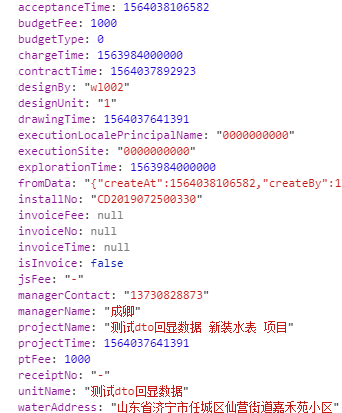 acceptanceTime: 1564038106582
budgetFee: 1000
budgetType: 0
chargeTime: 1563984000000
contractTime: 1564037892923
designBy: "wl002"
designUnit: "1"
drawingTime: 1564037641391
executionLocalePrincipalName: "0000000000"
executionSite: "0000000000"
explorationTime: 1563984000000
fromData: "{"createAt":1564038106582,"createBy":1
installNo: "CD2019072500330"
invoiceFee: null
invoiceNo: null
invoiceTime: null
isInvoice: false
jsFee: "-"
managerContact: "13730828873"
managerName: "成卿"
projectName: "测试dto回显数据 新装水表 项目"
projectTime: 1564037641391
ptFee: 1000
receiptNo: "-"
unitName: "测试dto回显数据"
waterAddress: "山东省济宁市任城区仙营街道嘉禾苑小区"